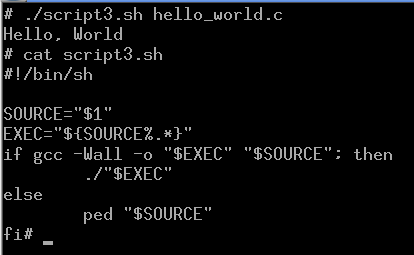 # ./script3.sh hello_world.c
Hello, World
# cat script3.sh
#!/bin/sh

SOURCE="$1"
EXEC="${SOURCE%.*}"
if gcc -Wall -o "$EXEC" "$SOURCE"; then
        ./"$EXEC"
else
        ped "$SOURCE"
fi# _